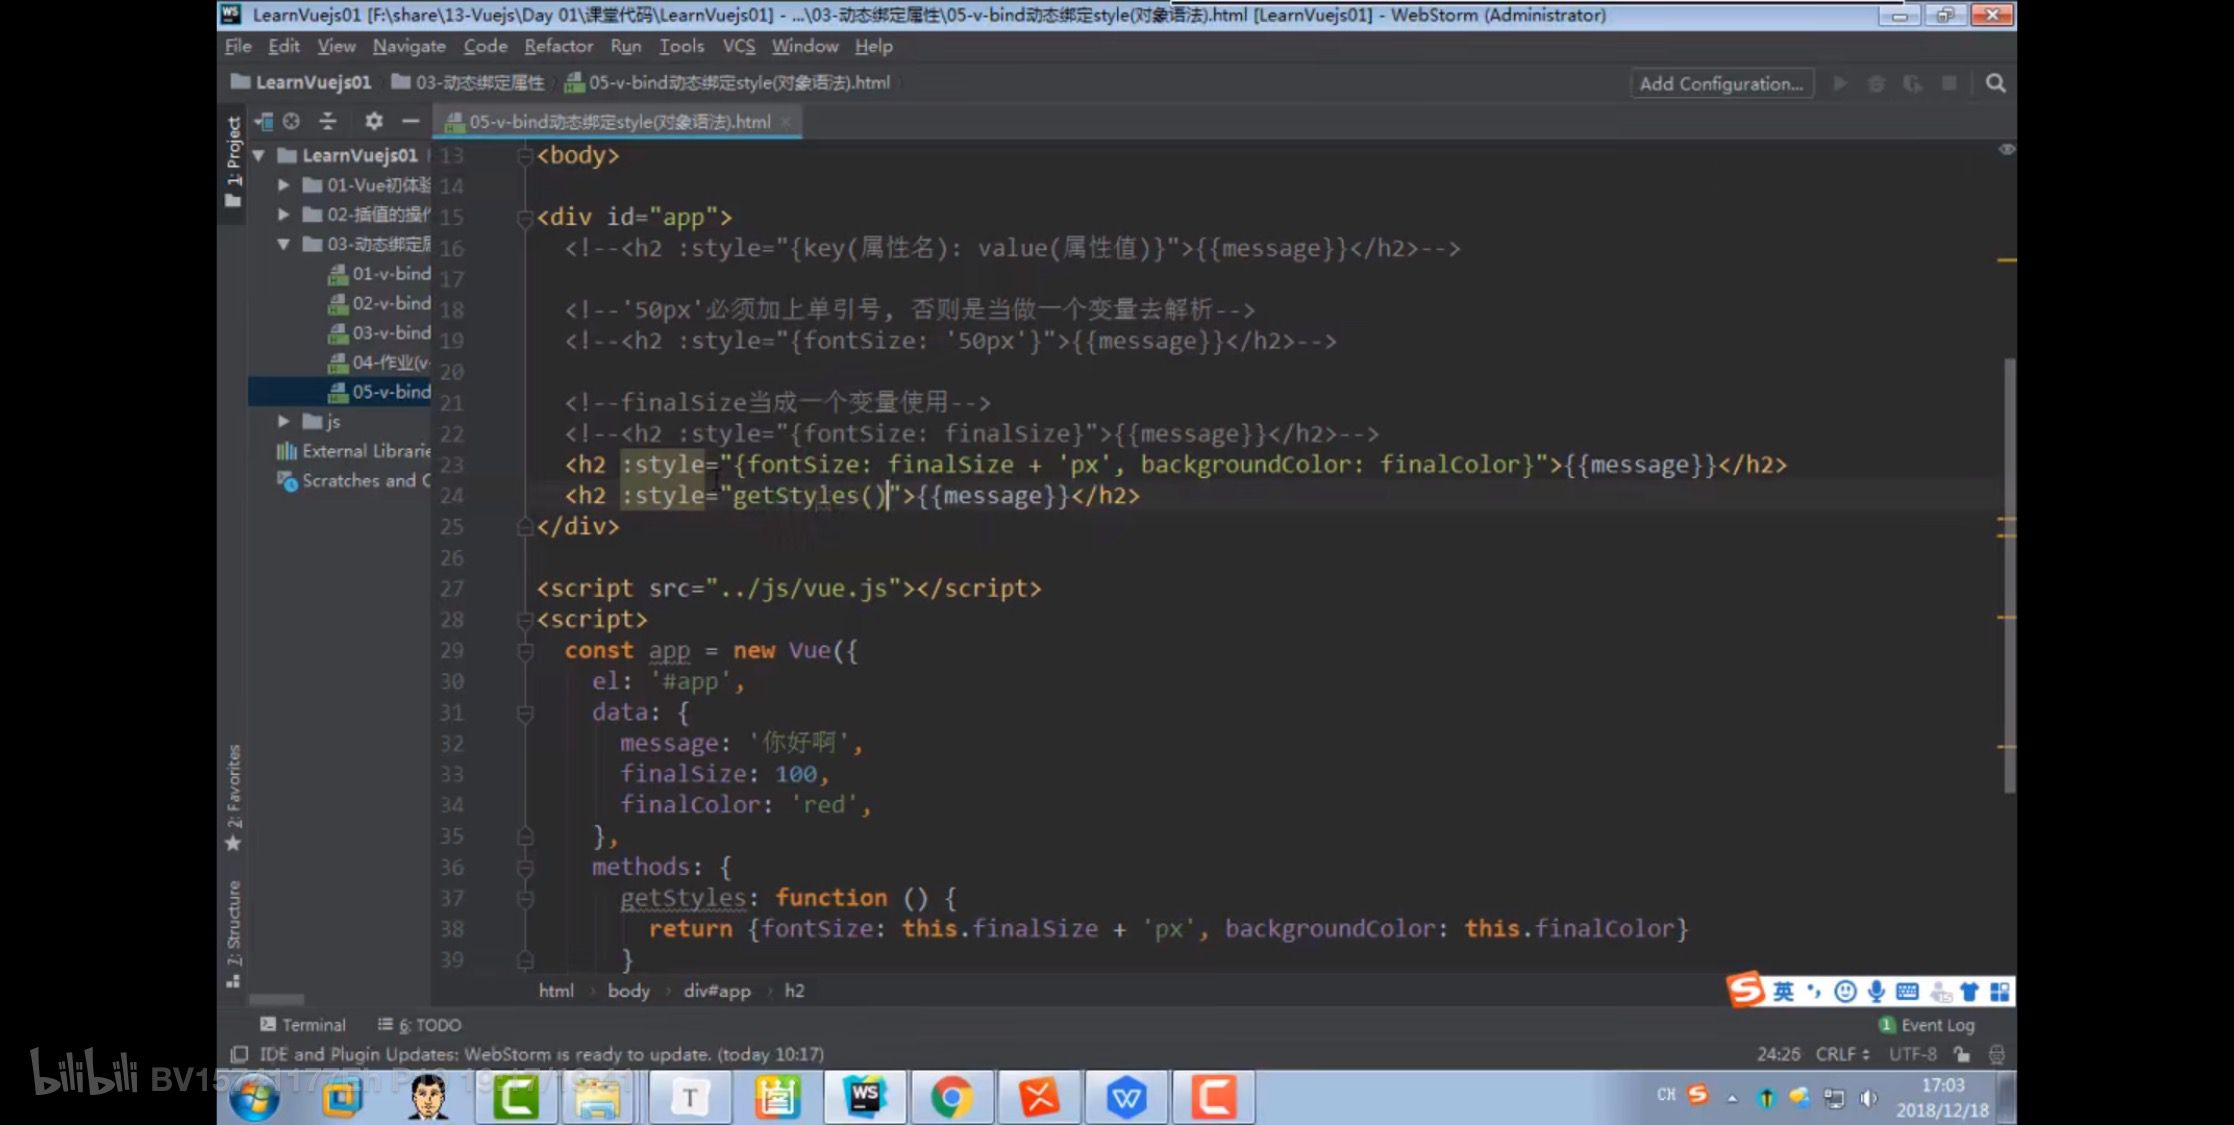 LearnVuejs01 [F:\share\13-Vuejs\Day 01\课堂代码\LearnVuejs01] - ...\03-动态绑定属性\05-v-bind动态绑定style(对象语法).html [LearnVuejs01] - WebStorm (Administrator)
File Edit View Navigate Code Refactor Run Tools VCS Window Help
LearnVuejs01 03-动态绑定属性 05-v-bind动态绑定style(对象语法).html Add Configuration...
1: Project
05-v-bind动态绑定style(对象语法).html
LearnVuejs01
01-Vue初体验
02-插值的操作
03-动态绑定
01-v-bind
02-v-bind
03-v-bind
04-作业(v-
05-v-bind
js
External Librarie
Scratches and C
13 <body>
14
15 <div id="app">
16 <!--<h2 :style="{key(属性名): value(属性值)}">{{message}}</h2>-->
17
18 <!--'50px'必须加上单引号, 否则是当做一个变量去解析-->
19 <!--<h2 :style="{fontSize: '50px'}">{{message}}</h2>-->
20
21 <!--finalSize当成一个变量使用-->
22 <!--<h2 :style="{fontSize: finalSize}">{{message}}</h2>-->
23 <h2 :style="{fontSize: finalSize + 'px', backgroundColor: finalColor}">{{message}}</h2>
24 <h2 :style="getStyles()">{{message}}</h2>
25 </div>
26
27 <script src="../js/vue.js"></script>
28 <script>
29 const app = new Vue({
30 el: '#app',
31 data: {
32 message: '你好啊',
33 finalSize: 100,
34 finalColor: 'red',
35 },
36 methods: {
37 getStyles: function () {
38 return {fontSize: this.finalSize + 'px', backgroundColor: this.finalColor}
39 }
2: Favorites
7: Structure
html body div#app h2
英
Terminal 6: TODO
1 Event Log
IDE and Plugin Updates: WebStorm is ready to update. (today 10:17)
24:26 CRLF UTF-8
bilibili
T WS W
CH 17:03
2018/12/18